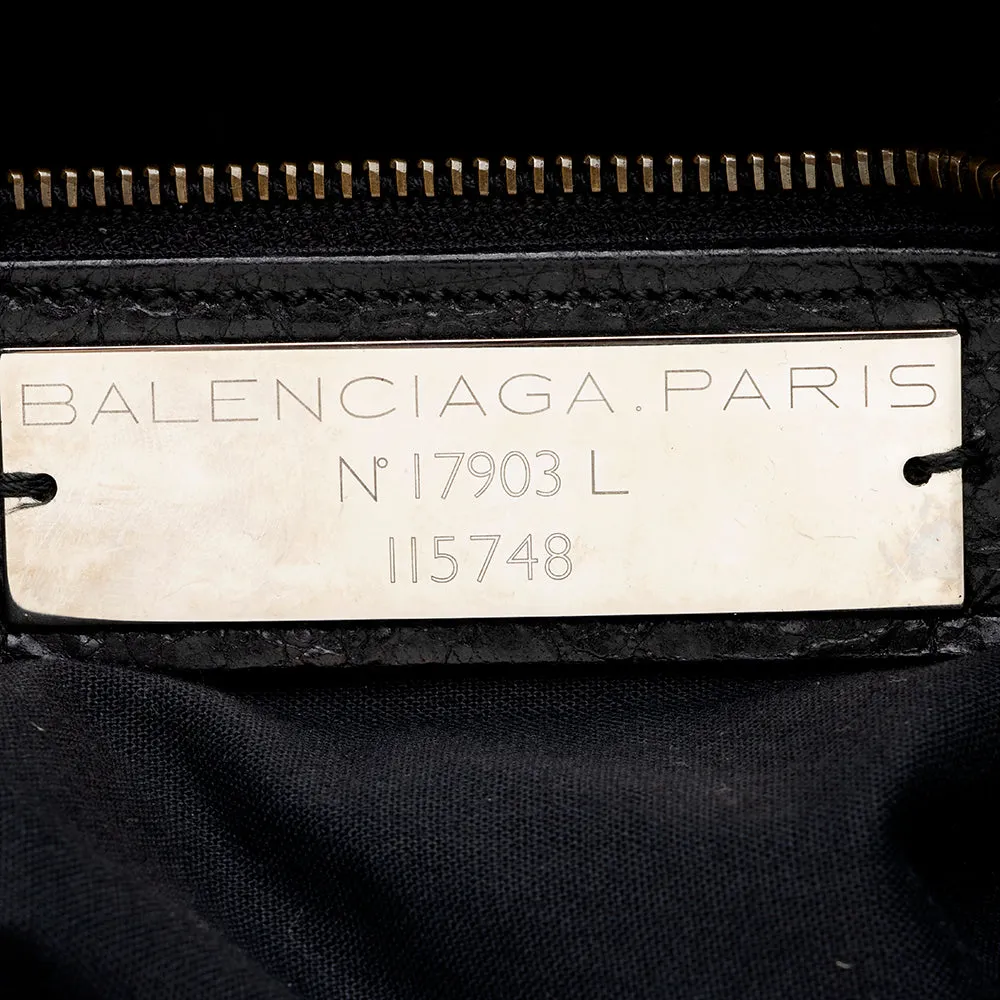 BALENCIAGA.PARIS
N° 17903 L
115748